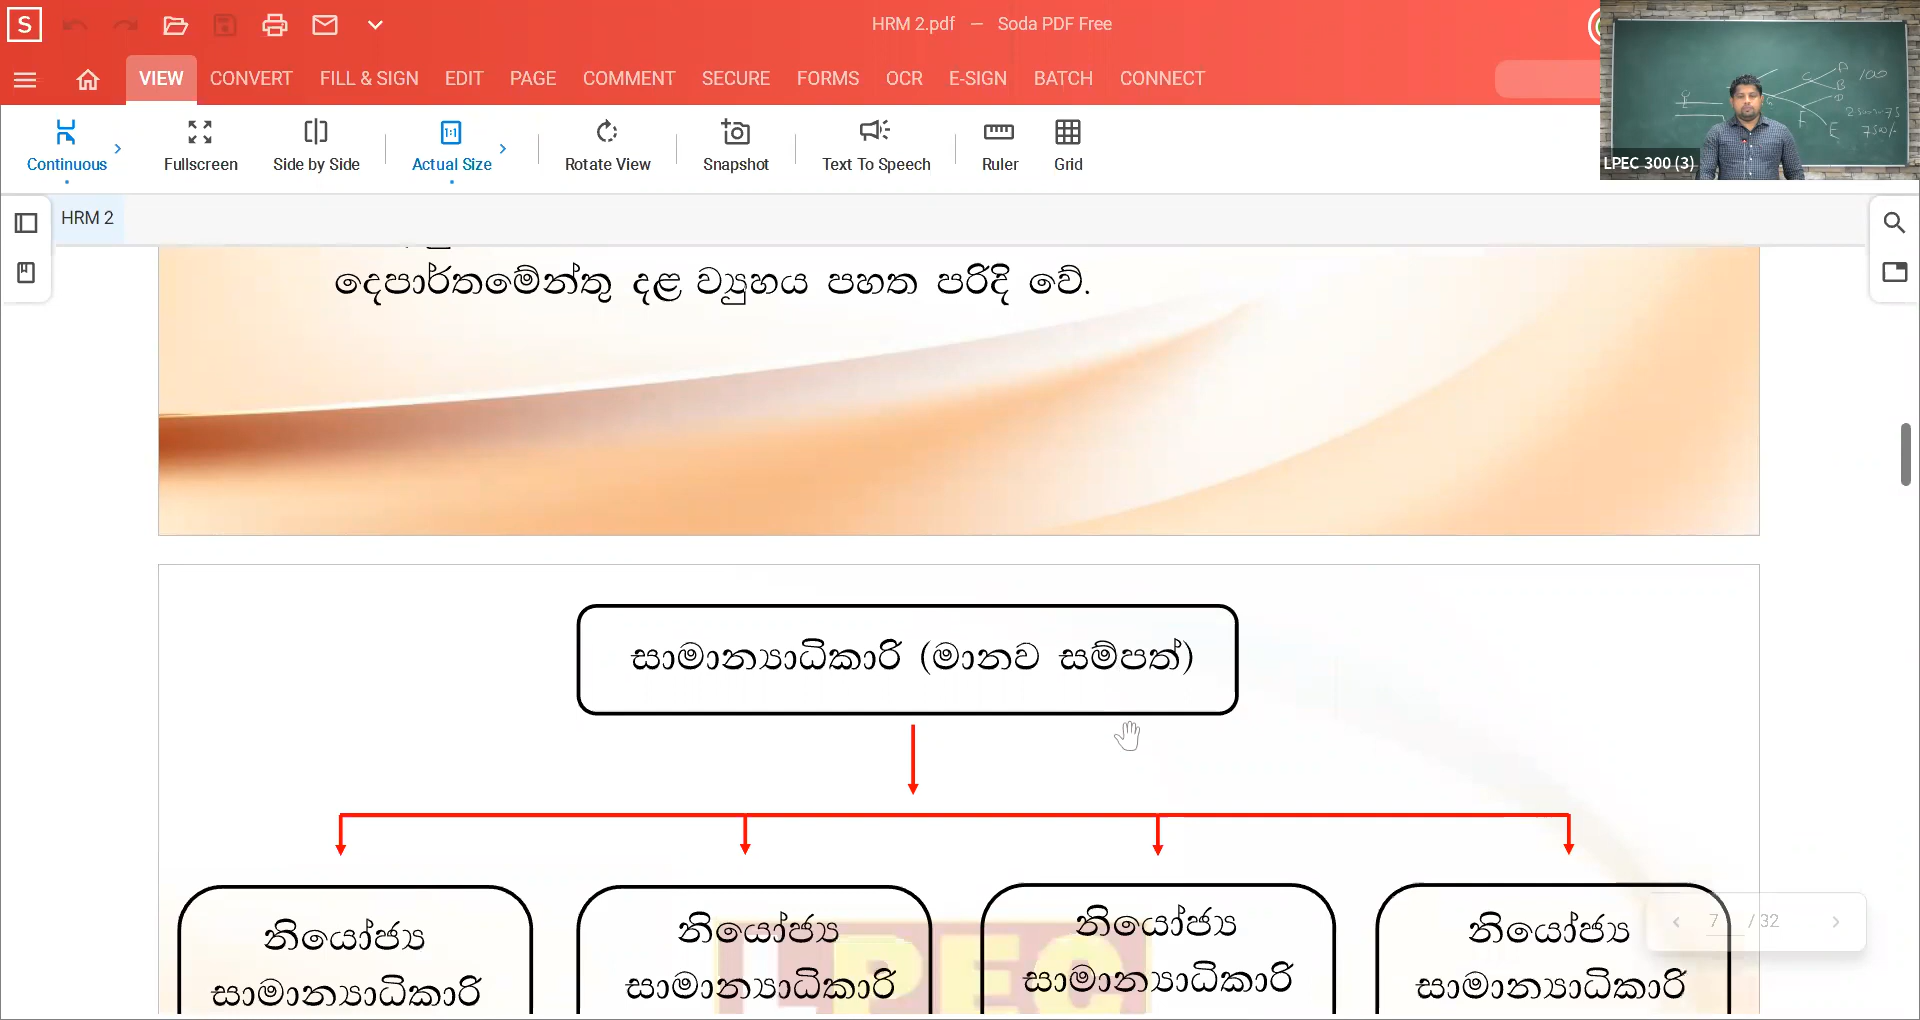 S
HRM 2.pdf — Soda PDF Free
VIEW CONVERT FILL & SIGN EDIT PAGE COMMENT SECURE FORMS OCR E-SIGN BATCH CONNECT
Continuous Fullscreen Side by Side Actual Size Rotate View Snapshot Text To Speech Ruler Grid
LPEC 300 (3)
HRM 2
දෙපාර්තමේන්තු දළ ව්‍යුහය පහත පරිදි වේ.
සාමාන්‍යාධිකාරි (මානව සම්පත්)
නියෝජ්‍ය
සාමාන්‍යාධිකාරි
නියෝජ්‍ය
සාමාන්‍යාධිකාරි
නියෝජ්‍ය
සාමාන්‍යාධිකාරි
නියෝජ්‍ය
සාමාන්‍යාධිකාරි
LPEC
7 / 32